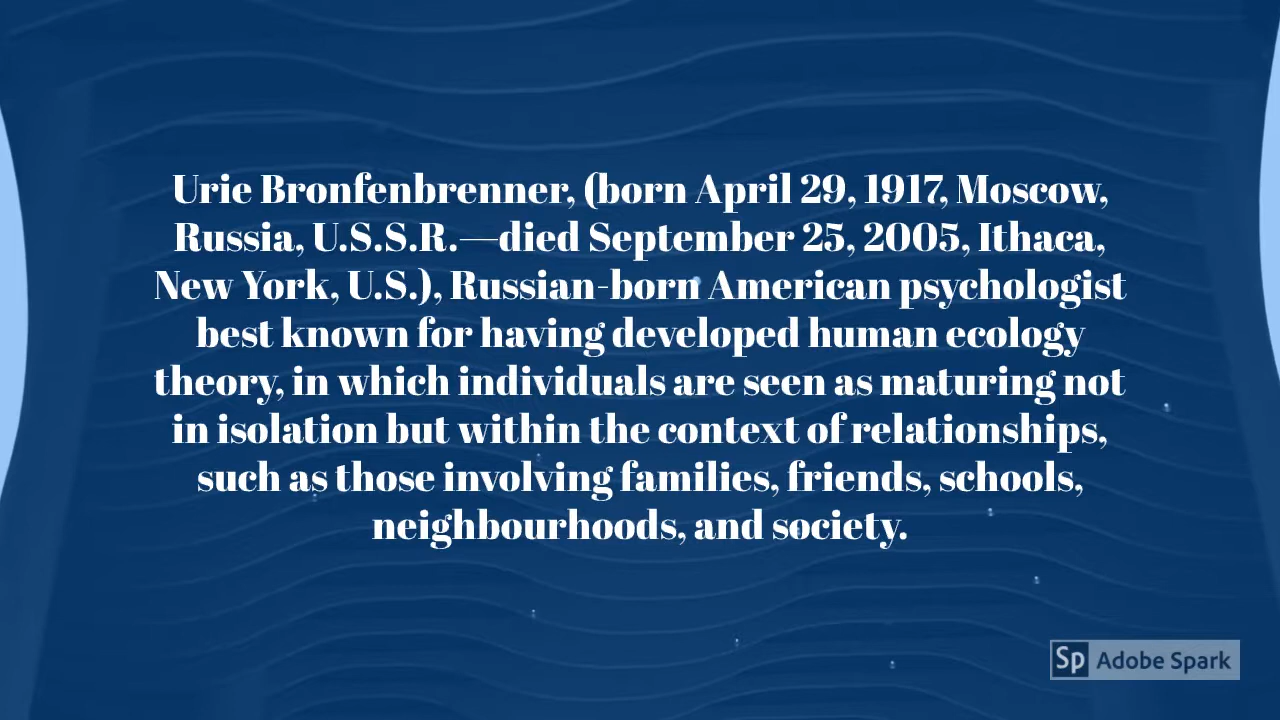 Urie Bronfenbrenner, (born April 29, 1917, Moscow,
Russia, U.S.S.R.—died September 25, 2005, Ithaca,
New York, U.S.), Russian-born American psychologist
best known for having developed human ecology
theory, in which individuals are seen as maturing not
in isolation but within the context of relationships,
such as those involving families, friends, schools,
neighbourhoods, and society.
Sp Adobe Spark